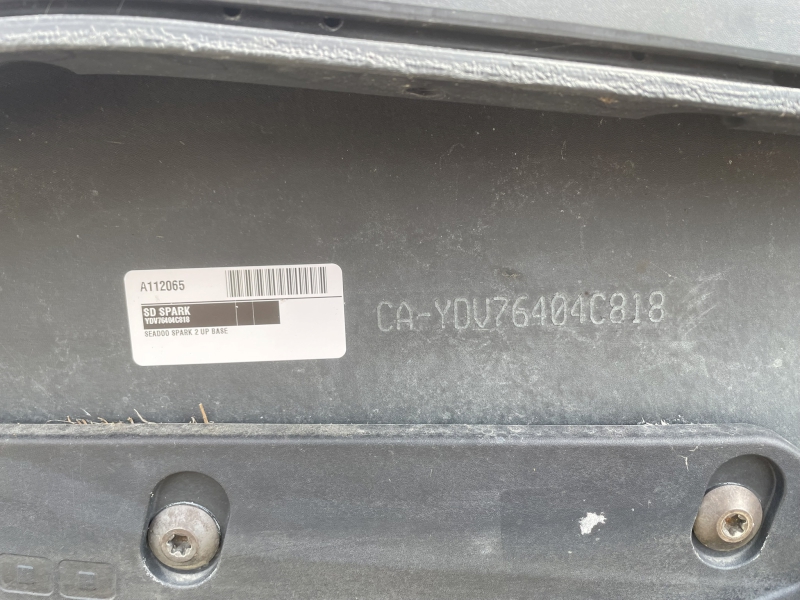 A112065
SD SPARK
YDV76404C818
SEADOO SPARK 2 UP BASE
CA-YDV76404C818